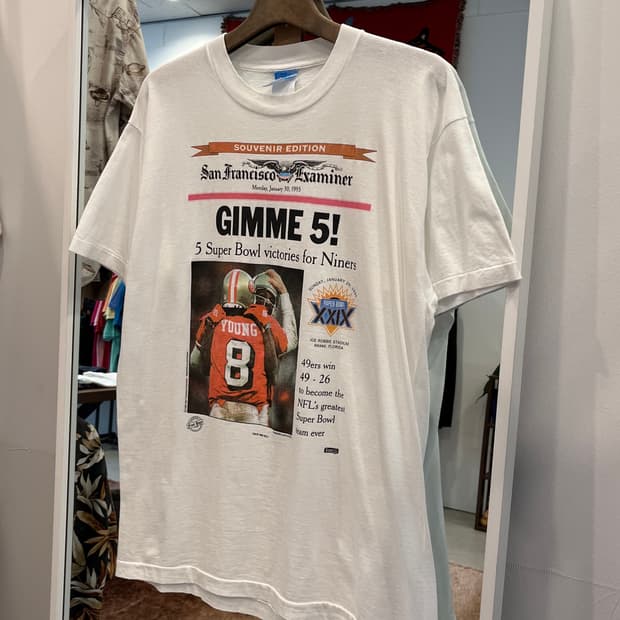 SOUVENIR EDITION
San Francisco Examiner
Monday, January 30, 1995
GIMME 5!
5 Super Bowl victories for Niners
YOUNG
8
SUPER BOWL
XXIX
JOE ROBBIE STADIUM
MIAMI, FLORIDA
49ers win
49 - 26
to become the
NFL's greatest
Super Bowl
team ever